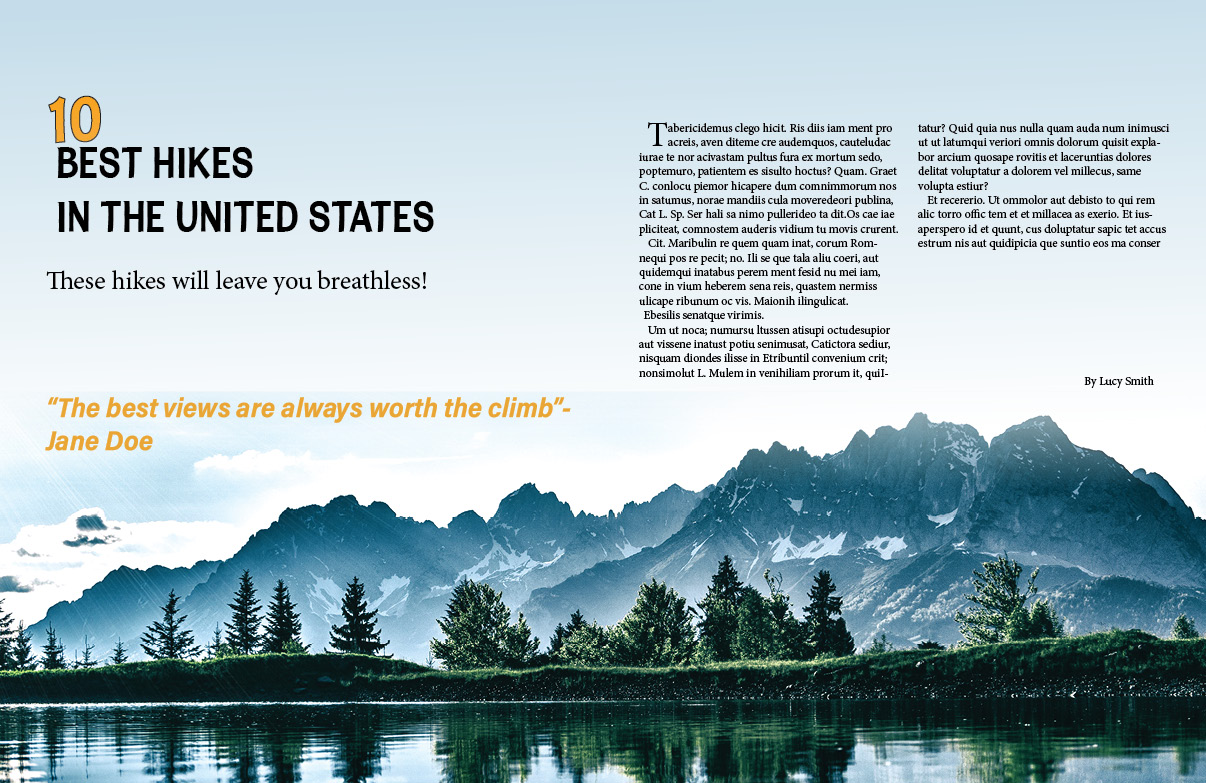 10
BEST HIKES
IN THE UNITED STATES
These hikes will leave you breathless!
“The best views are always worth the climb”-
Jane Doe
Tabericidemus clego hicit. Ris diis iam ment pro
acreis, aven diteme cre audemquos, cauteludac
iurae te nor acivastam pultus fura ex mortum sedo,
poptemuro, patientem es sisulto hoctus? Quam. Graet
C. conlocu piemor hicapere dum comnimmorum nos
in satumus, norae mandiis cula moveredeori publina,
Cat L. Sp. Ser hali sa nimo pullerideo ta dit.Os cae iae
pliciteat, comnostem auderis vidium tu movis crurent.
Cit. Maribulin re quem quam inat, corum Rom-
nequi pos re pecit; no. Ili se que tala aliu coeri, aut
quidemqui inatabus perem ment fesid nu mei iam,
cone in vium heberem sena reis, quastem nermiss
ulicape ribunum oc vis. Maionih ilingulicat.
Ebesilis senatque virimis.
Um ut noca; numursu ltussen atisupi octudesupior
aut vissene inatust potiu senimusat, Catictora sediur,
nisquam diondes ilisse in Etribuntil convenium crit;
nonsimolut L. Mulem in venihiliam prorum it, quiI-
tatur? Quid quia nus nulla quam auda num inimusci
ut ut latumqui veriori omnis dolorum quisit expla-
bor arcium quosape rovitis et laceruntias dolores
delitat voluptatur a dolorem vel millecus, same
volupta estiur?
Et recererio. Ut ommolor aut debisto to qui rem
alic torro offic tem et et millacea as exerio. Et ius-
aperspero id et quunt, cus doluptatur sapic tet accus
estrum nis aut quidipicia que suntio eos ma conser
By Lucy Smith